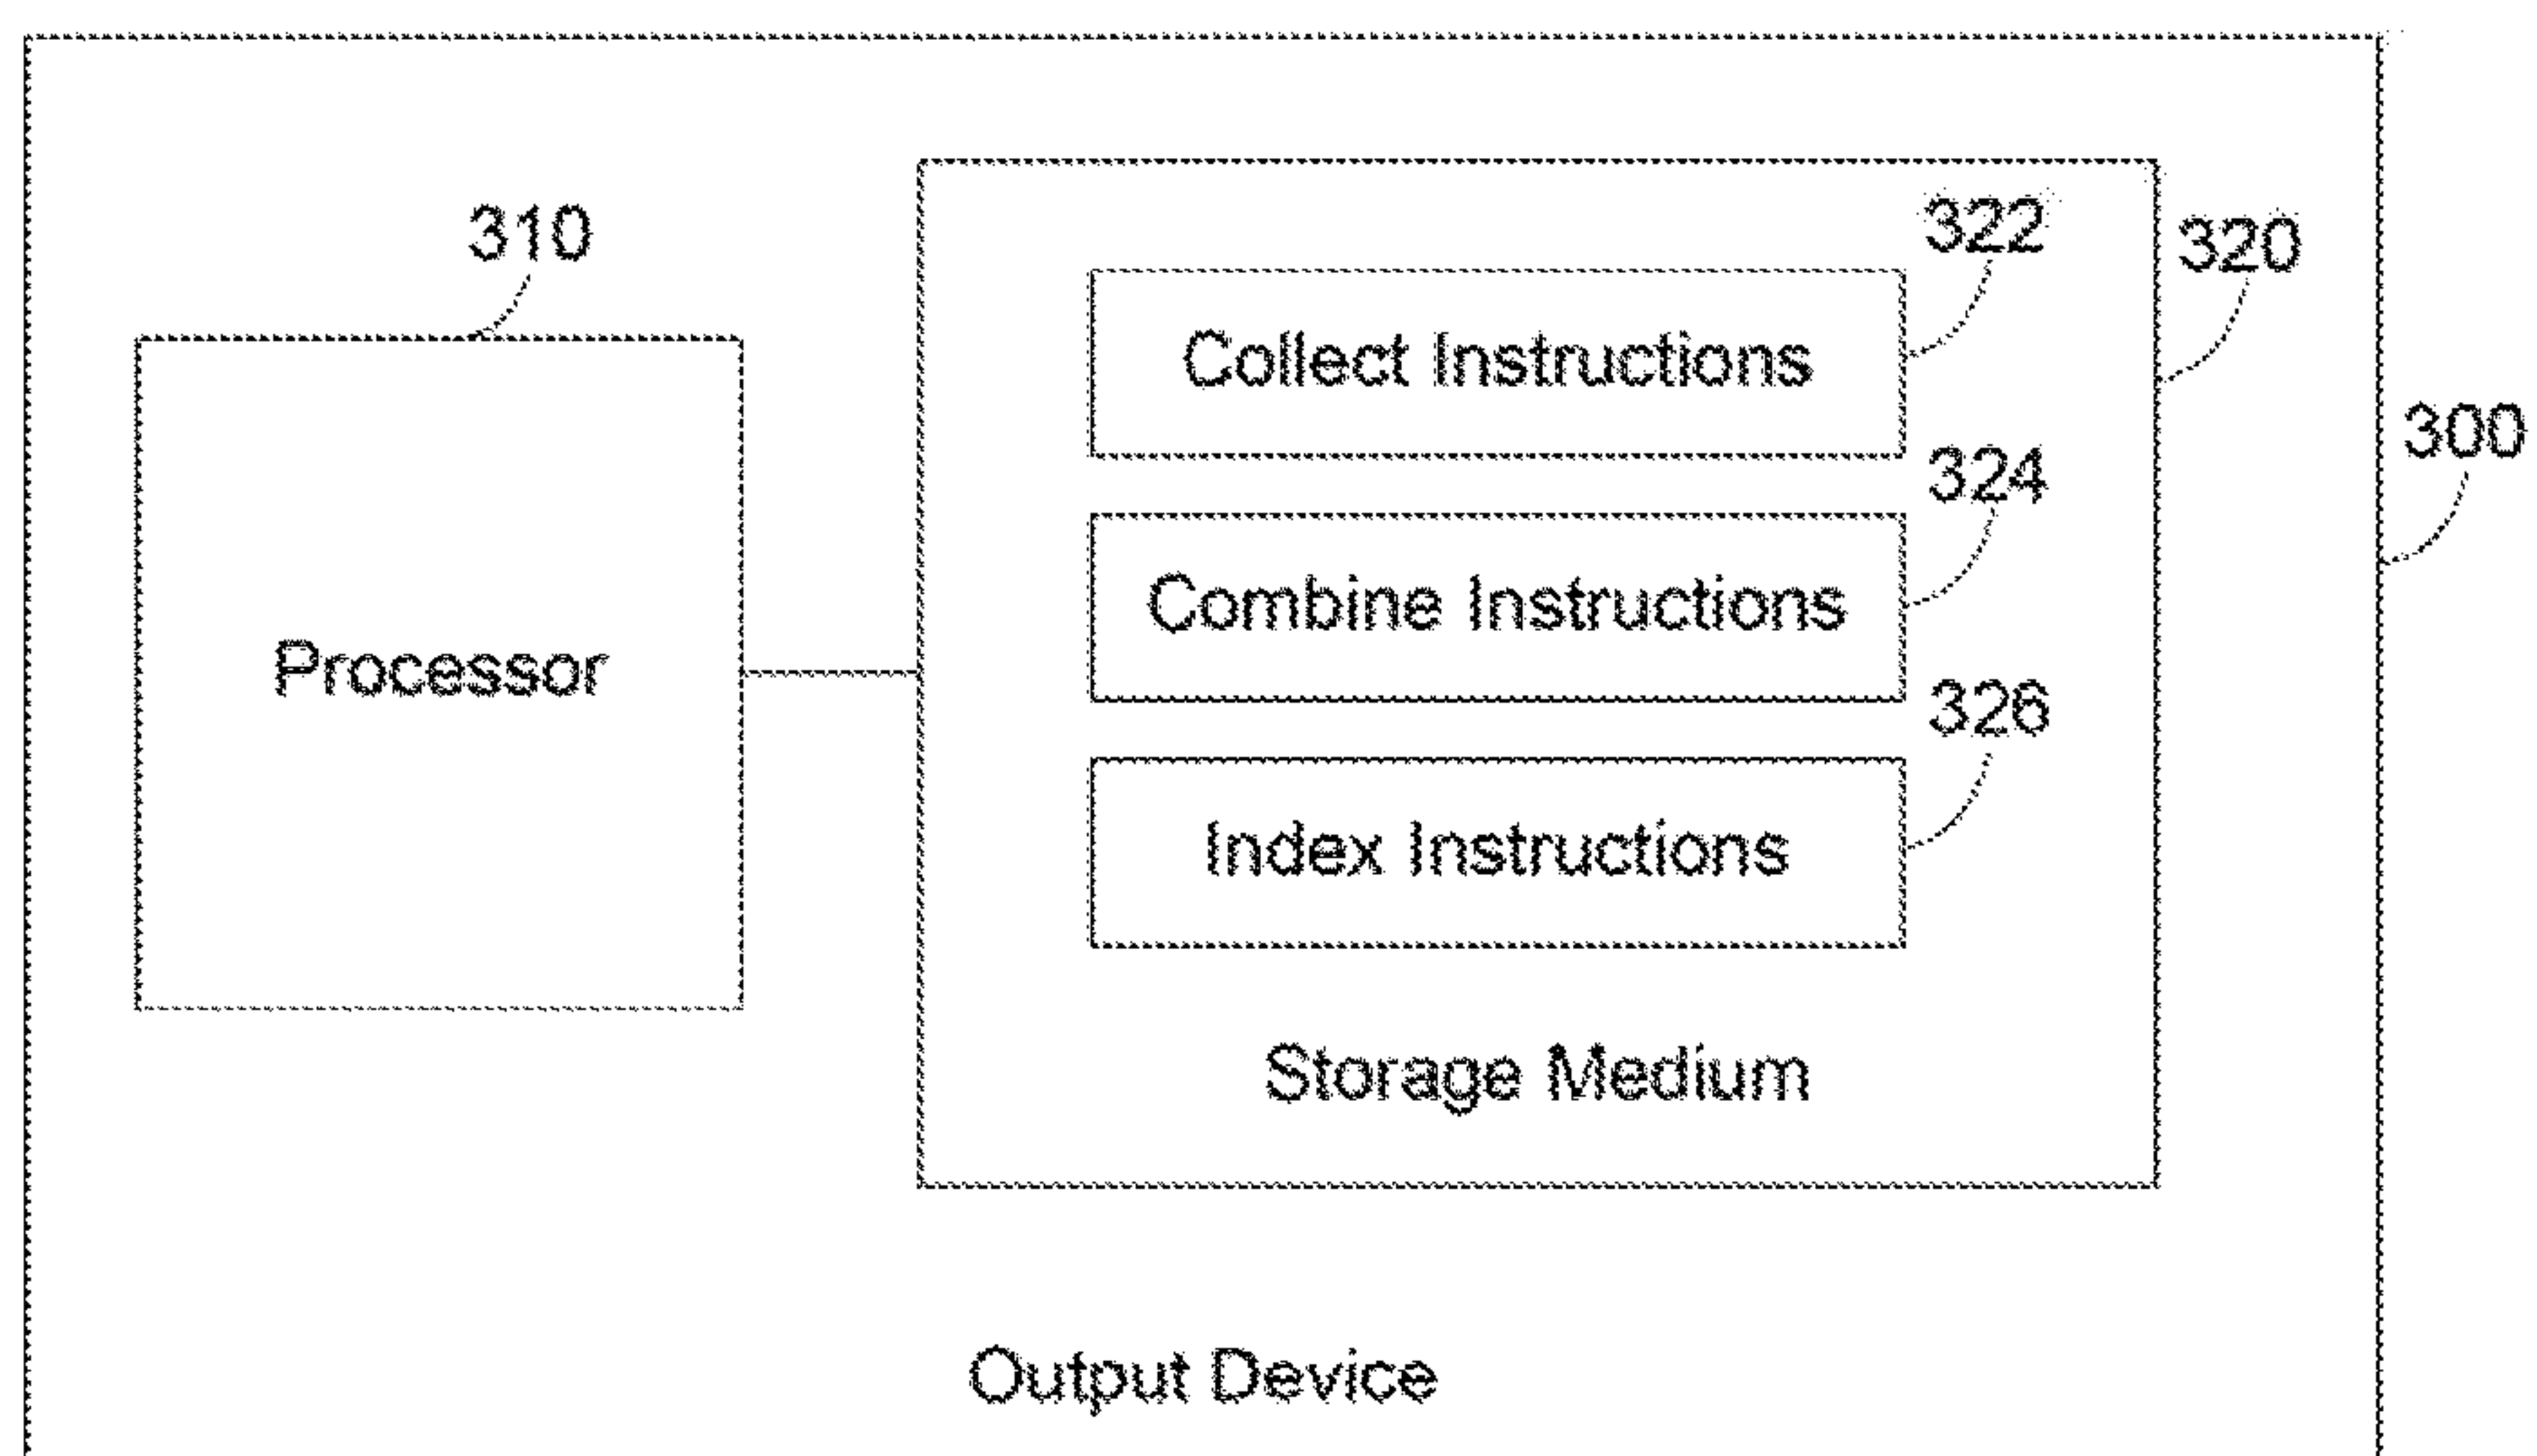 310
322
320
Collect Instructions
300
324
Combine Instructions
Processor
326
Index Instructions
Storage Medium
Output Device